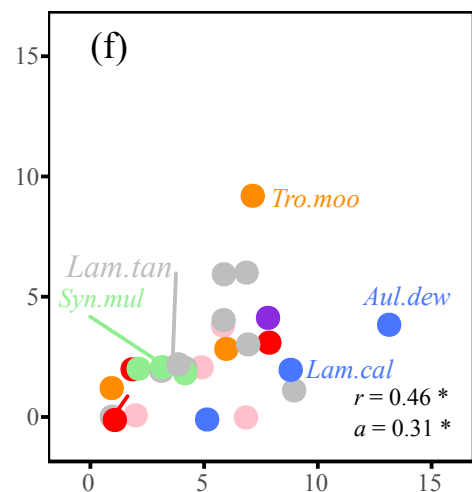 (f)
15
10
Tro.moo
Lam.tan
Syn.mul
Aul.dew
5
Lam.cal
r = 0.46 *
a = 0.31 *
0
0 5 10 15